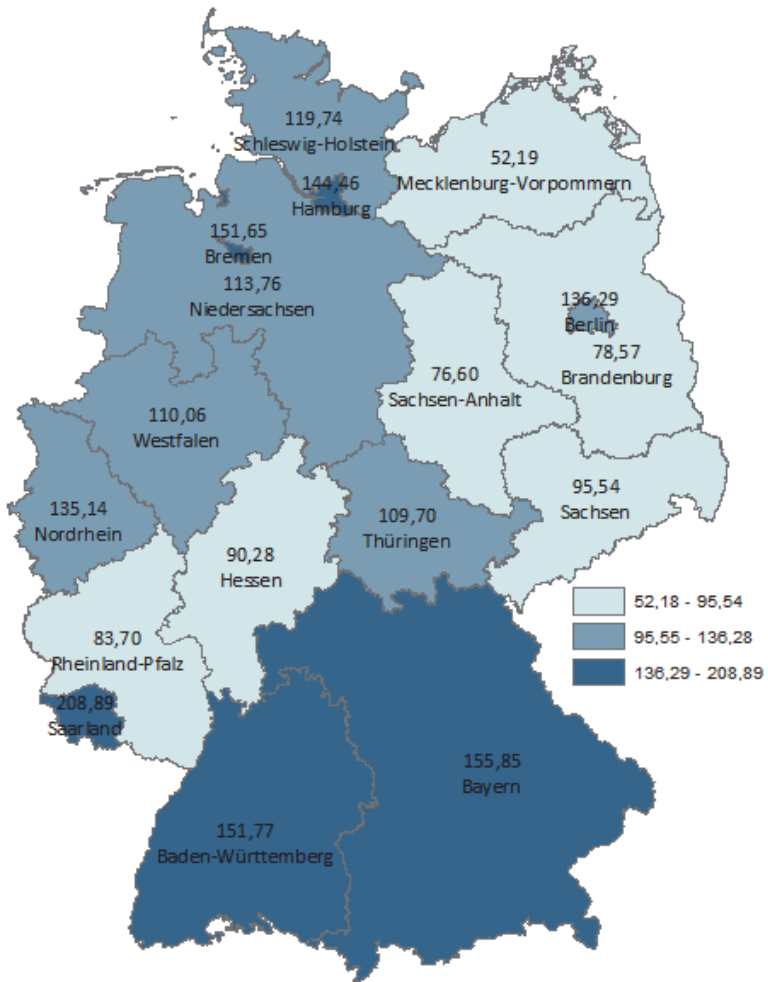 119,74
Schleswig-Holstein
52,19
Mecklenburg-Vorpommern
144,46
Hamburg
151,65
Bremen
113,76
Niedersachsen
136,29
Berlin
78,57
Brandenburg
76,60
Sachsen-Anhalt
110,06
Westfalen
135,14
Nordrhein
95,54
Sachsen
109,70
Thüringen
90,28
Hessen
83,70
Rheinland-Pfalz
208,89
Saarland
155,85
Bayern
151,77
Baden-Württemberg
52,18 - 95,54
95,55 - 136,28
136,29 - 208,89